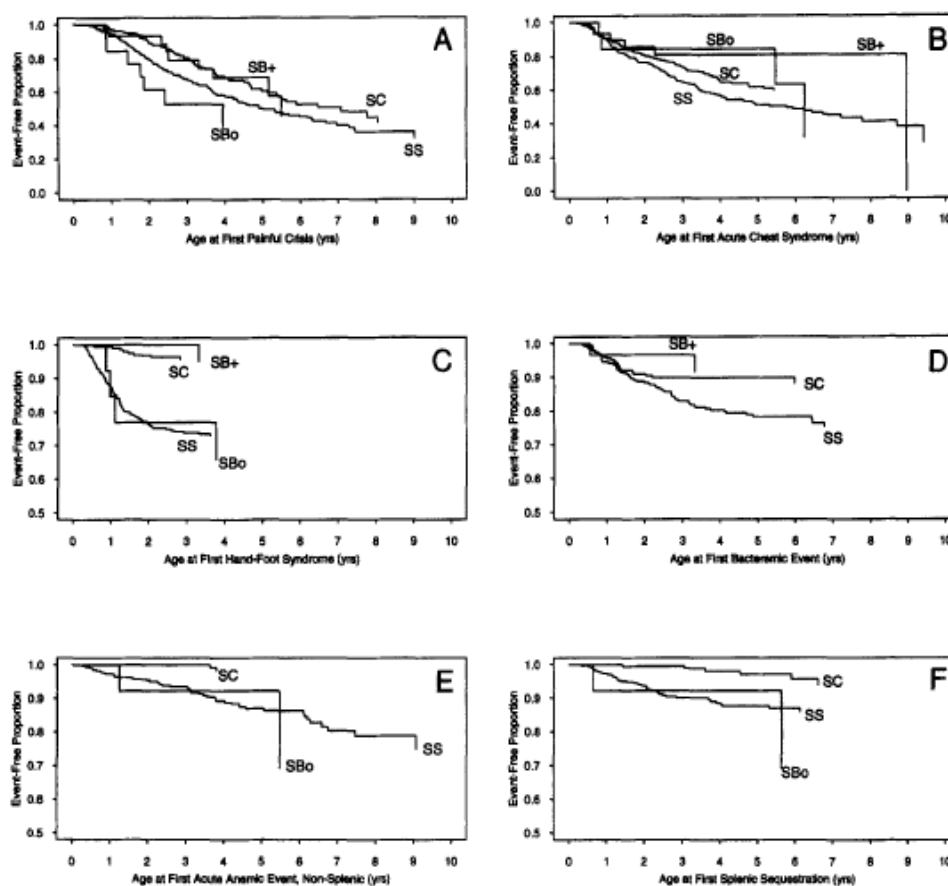 A
1.0
0.8
0.6
0.4
0.2
0.0
Event-Free Proportion
SB+
SC
SBo
SS
0 1 2 3 4 5 6 7 8 9 10
Age at First Painful Crisis (yrs)
B
1.0
0.8
0.6
0.4
0.2
0.0
Event-Free Proportion
SBo
SB+
SC
SS
0 1 2 3 4 5 6 7 8 9 10
Age at First Acute Chest Syndrome (yrs)
C
1.0
0.9
0.8
0.7
0.6
0.5
Event-Free Proportion
SB+
SC
SS
SBo
0 1 2 3 4 5 6 7 8 9 10
Age at First Hand-Foot Syndrome (yrs)
D
1.0
0.9
0.8
0.7
0.6
0.5
Event-Free Proportion
SB+
SC
SS
0 1 2 3 4 5 6 7 8 9 10
Age at First Bacteremic Event (yrs)
E
1.0
0.9
0.8
0.7
0.6
0.5
Event-Free Proportion
SC
SS
SBo
0 1 2 3 4 5 6 7 8 9 10
Age at First Acute Anemic Event, Non-Splenic (yrs)
F
1.0
0.9
0.8
0.7
0.6
0.5
Event-Free Proportion
SC
SS
SBo
0 1 2 3 4 5 6 7 8 9 10
Age at First Splenic Sequestration (yrs)